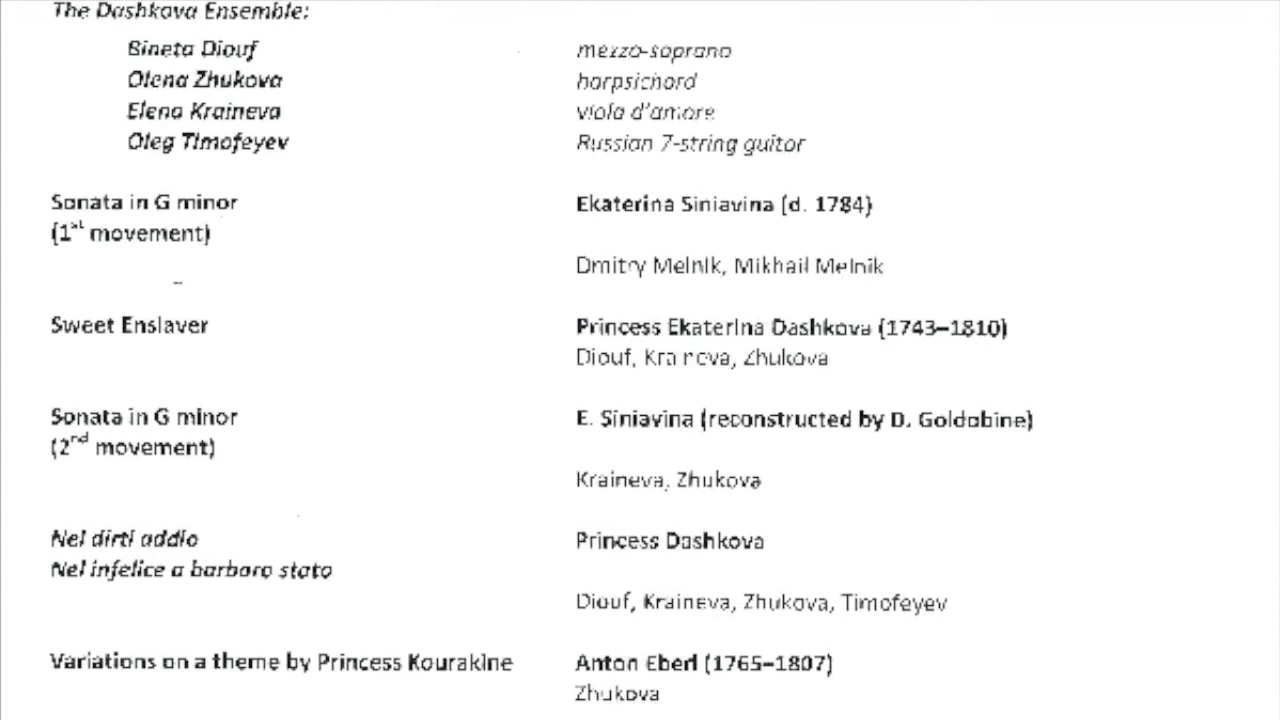 The Dashkova Ensemble:
Bineta Diouf mezzo-soprano
Olena Zhukova harpsichord
Elena Kraineva viola d'amore
Oleg Timofeyev Russian 7-string guitar
Sonata in G minor Ekaterina Siniavina (d. 1784)
(1st movement)
Dmitry Melnik, Mikhail Melnik
Sweet Enslaver Princess Ekaterina Dashkova (1743–1810)
Diouf, Kraineva, Zhukova
Sonata in G minor E. Siniavina (reconstructed by D. Goldobine)
(2nd movement)
Kraineva, Zhukova
Nel dirti addio Princess Dashkova
Nel infelice a barbaro stato
Diouf, Kraineva, Zhukova, Timofeyev
Variations on a theme by Princess Kourakine Anton Eberl (1765–1807)
Zhukova